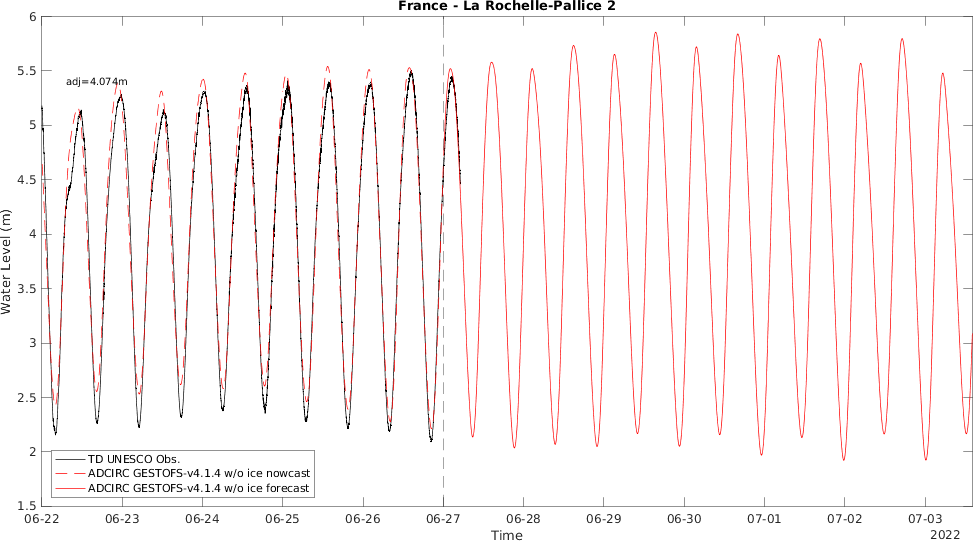 France - La Rochelle-Pallice 2
6
5.5
5
4.5
4
3.5
3
2.5
2
1.5
Water Level (m)
adj=4.074m
TD UNESCO Obs.
ADCIRC GESTOFS-v4.1.4 w/o ice nowcast
ADCIRC GESTOFS-v4.1.4 w/o ice forecast
06-22 06-23 06-24 06-25 06-26 06-27 06-28 06-29 06-30 07-01 07-02 07-03
Time
2022